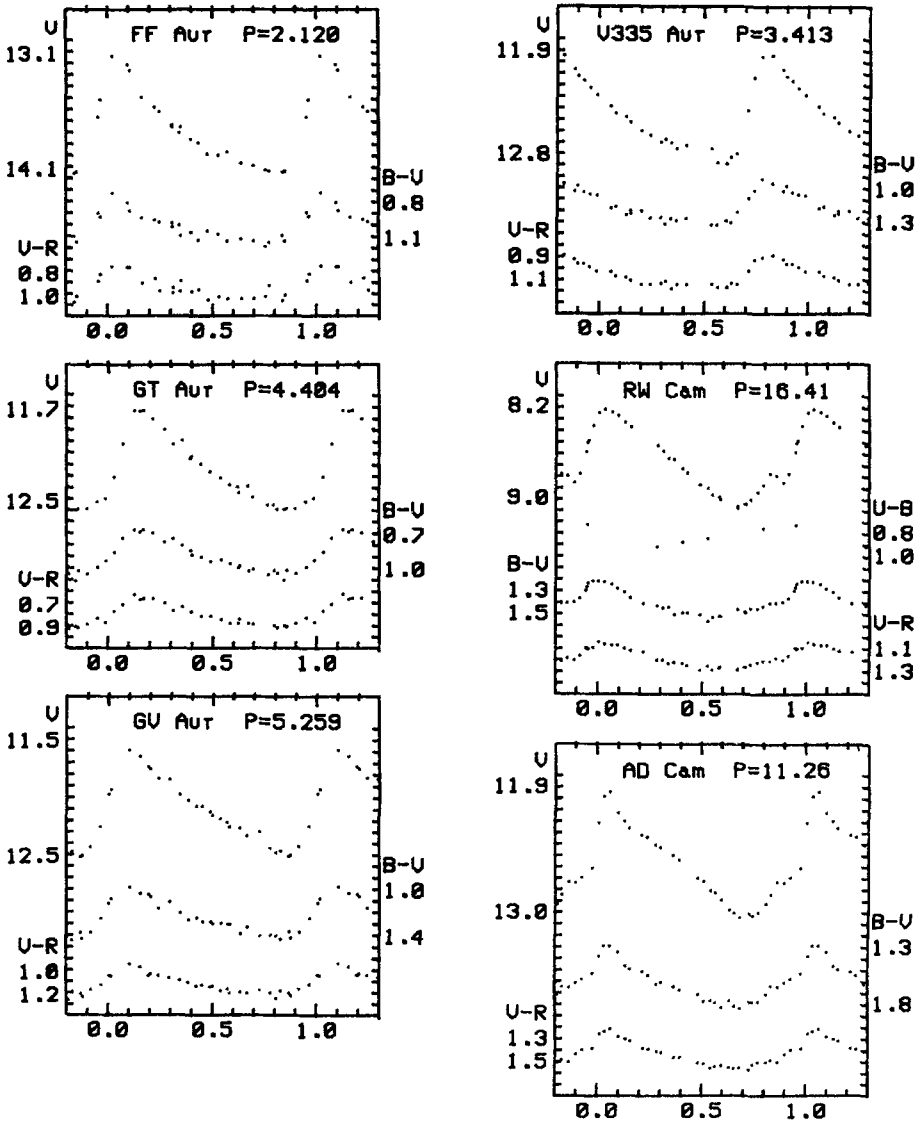 V
FF Aur P=2.120
13.1
14.1
B-V
0.8
1.1
V-R
0.8
1.0
0.0 0.5 1.0
V
GT Aur P=4.404
11.7
12.5
B-V
0.7
1.0
V-R
0.7
0.9
0.0 0.5 1.0
V
GV Aur P=5.259
11.5
12.5
B-V
1.0
1.4
V-R
1.0
1.2
0.0 0.5 1.0
V
V335 Aur P=3.413
11.9
12.8
B-V
1.0
1.3
V-R
0.9
1.1
0.0 0.5 1.0
V
RW Cam P=16.41
8.2
9.0
U-B
0.8
1.0
B-V
1.3
1.5
V-R
1.1
1.3
0.0 0.5 1.0
V
AD Cam P=11.26
11.9
13.0
B-V
1.3
1.8
V-R
1.3
1.5
0.0 0.5 1.0